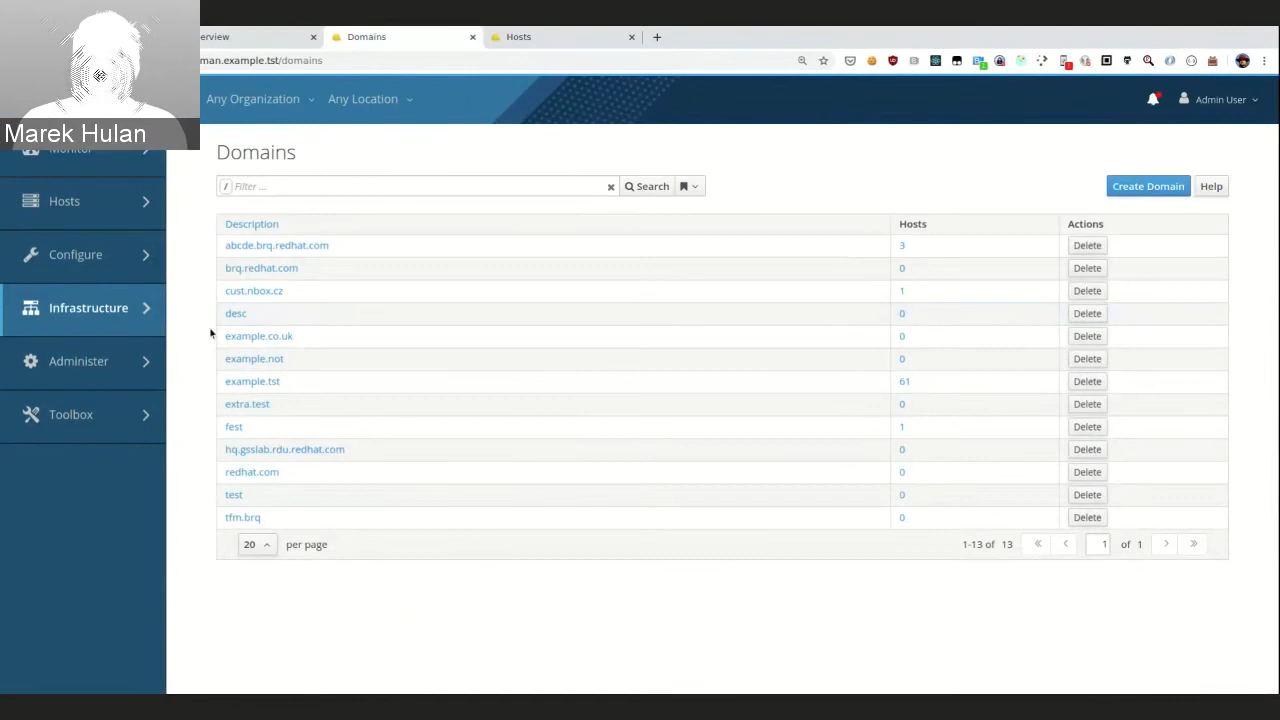 erview
Domains
Hosts
man.example.tst/domains
Marek Hulan
Any Organization
Any Location
Admin User
Monitor
Hosts
Configure
Infrastructure
Administer
Toolbox
Domains
/ Filter ...
Search
Create Domain
Help
Description Hosts Actions
abcde.brq.redhat.com 3 Delete
brq.redhat.com 0 Delete
cust.nbox.cz 1 Delete
desc 0 Delete
example.co.uk 0 Delete
example.not 0 Delete
example.tst 61 Delete
extra.test 0 Delete
fest 1 Delete
hq.gsslab.rdu.redhat.com 0 Delete
redhat.com 0 Delete
test 0 Delete
tfm.brq 0 Delete
20 per page 1-13 of 13 1 of 1